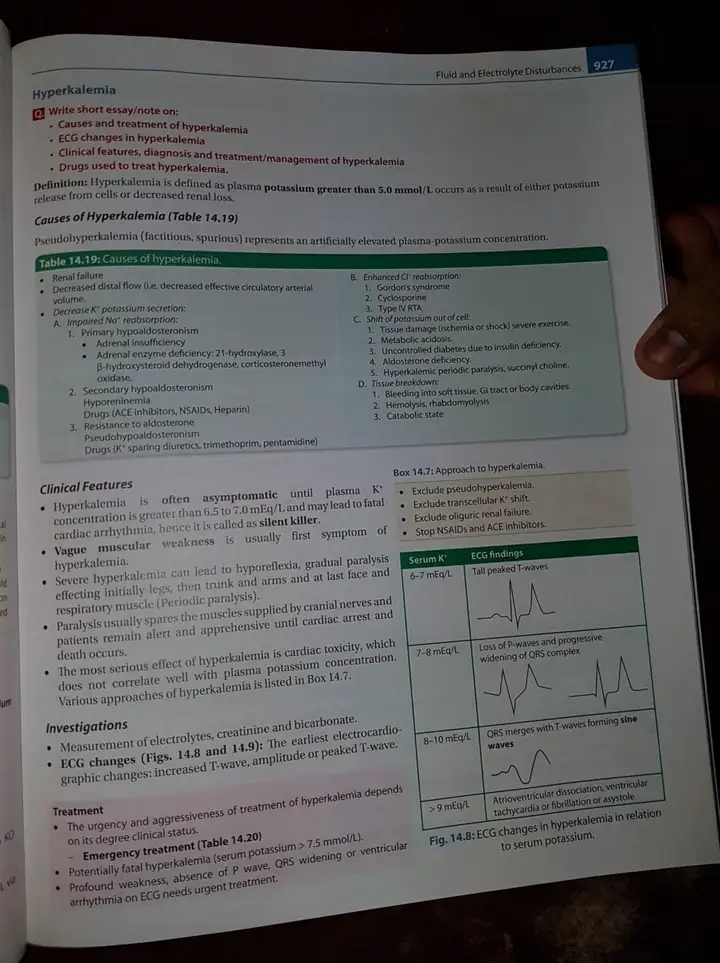 Fluid and Electrolyte Disturbances 927
Hyperkalemia
Q. Write short essay/note on:
• Causes and treatment of hyperkalemia
• ECG changes in hyperkalemia
• Clinical features, diagnosis and treatment/management of hyperkalemia
• Drugs used to treat hyperkalemia.
Definition: Hyperkalemia is defined as plasma potassium greater than 5.0 mmol/L occurs as a result of either potassium
release from cells or decreased renal loss.
Causes of Hyperkalemia (Table 14.19)
Pseudohyperkalemia (factitious, spurious) represents an artificially elevated plasma-potassium concentration.
Table 14.19: Causes of hyperkalemia.
• Renal failure
• Decreased distal flow (i.e. decreased effective circulatory arterial
volume.
• Decrease K⁺ potassium secretion:
A. Impaired Na⁺ reabsorption:
1. Primary hypoaldosteronism
• Adrenal insufficiency
• Adrenal enzyme deficiency: 21-hydroxylase, 3
β-hydroxysteroid dehydrogenase, corticosteronemethyl
oxidase.
2. Secondary hypoaldosteronism
Hyporeninemia
Drugs (ACE inhibitors, NSAIDs, Heparin)
3. Resistance to aldosterone
Pseudohypoaldosteronism
Drugs (K⁺ sparing diuretics, trimethoprim, pentamidine)
B. Enhanced Cl⁻ reabsorption:
1. Gordon's syndrome
2. Cyclosporine
3. Type IV RTA
C. Shift of potassium out of cell:
1. Tissue damage (ischemia or shock) severe exercise.
2. Metabolic acidosis.
3. Uncontrolled diabetes due to insulin deficiency.
4. Aldosterone deficiency.
5. Hyperkalemic periodic paralysis, succinyl choline.
D. Tissue breakdown:
1. Bleeding into soft tissue, GI tract or body cavities.
2. Hemolysis, rhabdomyolysis
3. Catabolic state
Clinical Features
• Hyperkalemia is often asymptomatic until plasma K⁺
concentration is greater than 6.5 to 7.0 mEq/L and may lead to fatal
cardiac arrhythmia, hence it is called as silent killer.
• Vague muscular weakness is usually first symptom of
hyperkalemia.
• Severe hyperkalemia can lead to hyporeflexia, gradual paralysis
effecting initially legs, then trunk and arms and at last face and
respiratory muscle (Periodic paralysis).
• Paralysis usually spares the muscles supplied by cranial nerves and
patients remain alert and apprehensive until cardiac arrest and
death occurs.
• The most serious effect of hyperkalemia is cardiac toxicity, which
does not correlate well with plasma potassium concentration.
Various approaches of hyperkalemia is listed in Box 14.7.
Investigations
• Measurement of electrolytes, creatinine and bicarbonate.
• ECG changes (Figs. 14.8 and 14.9): The earliest electrocardio-
graphic changes: increased T-wave, amplitude or peaked T-wave.
Treatment
• The urgency and aggressiveness of treatment of hyperkalemia depends
on its degree clinical status.
– Emergency treatment (Table 14.20)
• Potentially fatal hyperkalemia (serum potassium > 7.5 mmol/L).
• Profound weakness, absence of P wave, QRS widening or ventricular
arrhythmia on ECG needs urgent treatment.
Box 14.7: Approach to hyperkalemia.
• Exclude pseudohyperkalemia.
• Exclude transcellular K⁺ shift.
• Exclude oliguric renal failure.
• Stop NSAIDs and ACE inhibitors.
Serum K⁺ ECG findings
6–7 mEq/L Tall peaked T-waves
7–8 mEq/L Loss of P-waves and progressive
widening of QRS complex
8–10 mEq/L QRS merges with T-waves forming sine
waves
> 9 mEq/L Atrioventricular dissociation, ventricular
tachycardia or fibrillation or asystole.
Fig. 14.8: ECG changes in hyperkalemia in relation
to serum potassium.